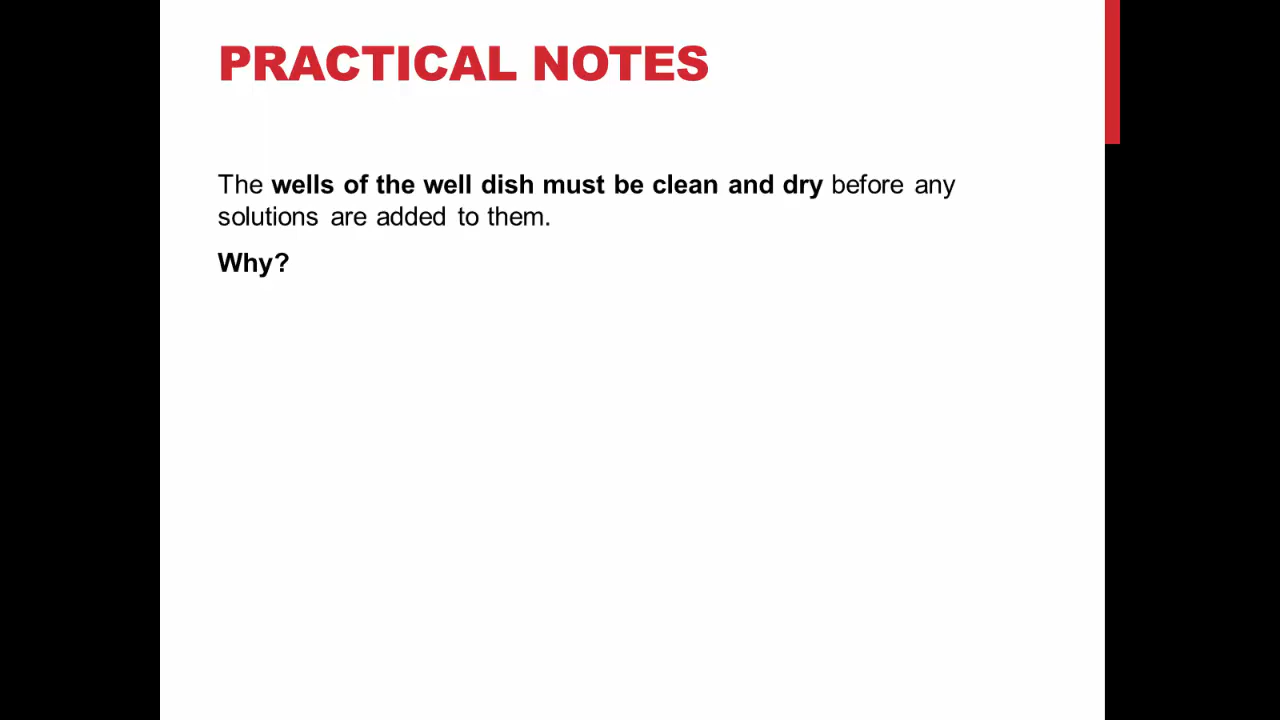 PRACTICAL NOTES
The wells of the well dish must be clean and dry before any
solutions are added to them.
Why?